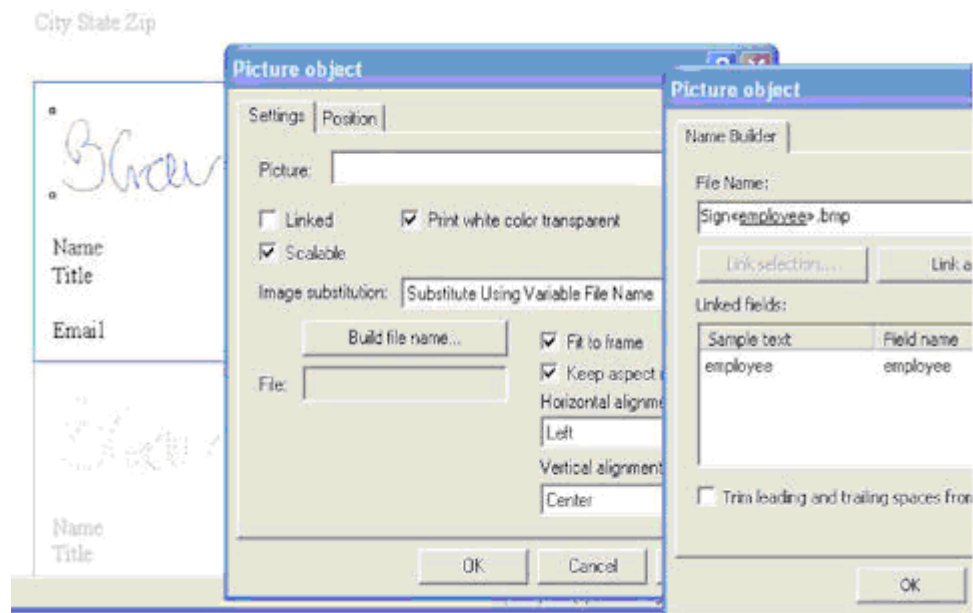 City State Zip
Name
Title
Email
Name
Title
Picture object
Settings
Position
Picture:
Linked
Print white color transparent
Scalable
Image substitution:
Substitute Using Variable File Name
Build file name...
File:
Fit to frame
Keep aspect
Horizontal alignme
Left
Vertical alignment
Center
OK
Cancel
Picture object
Name Builder
File Name:
Sign«employee».bmp
Link selection....
Link a
Linked fields:
Sample text
Field name
employee
employee
Trim leading and trailing spaces from
OK